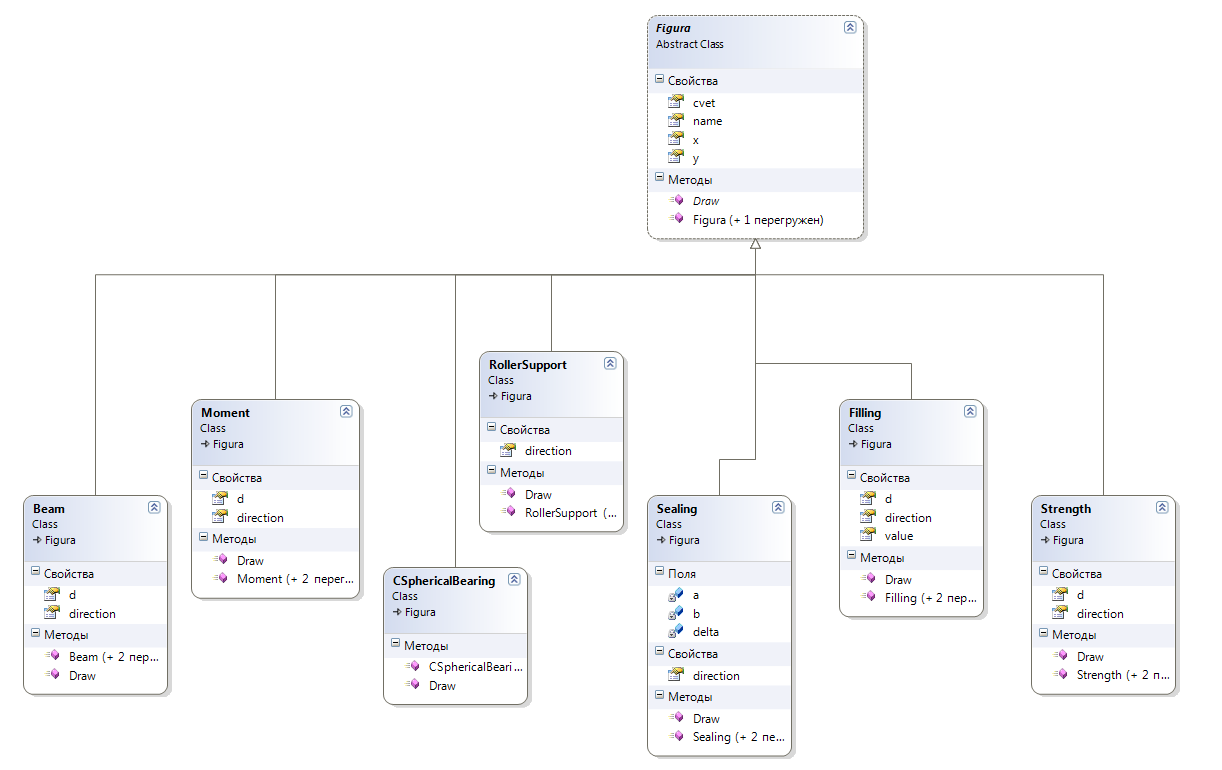 Figura
Abstract Class
Свойства
cvet
name
x
y
Методы
Draw
Figura (+ 1 перегружен)
Beam
Class
Figura
Свойства
d
direction
Методы
Beam (+ 2 пер...
Draw
Moment
Class
Figura
Свойства
d
direction
Методы
Draw
Moment (+ 2 перег...
CSphericalBearing
Class
Figura
Методы
CSphericalBeari ...
Draw
RollerSupport
Class
Figura
Свойства
direction
Методы
Draw
RollerSupport (...
Sealing
Class
Figura
Поля
a
b
delta
Свойства
direction
Методы
Draw
Sealing (+ 2 пе...
Filling
Class
Figura
Свойства
d
direction
value
Методы
Draw
Filling (+ 2 пер...
Strength
Class
Figura
Свойства
d
direction
Методы
Draw
Strength (+ 2 п...